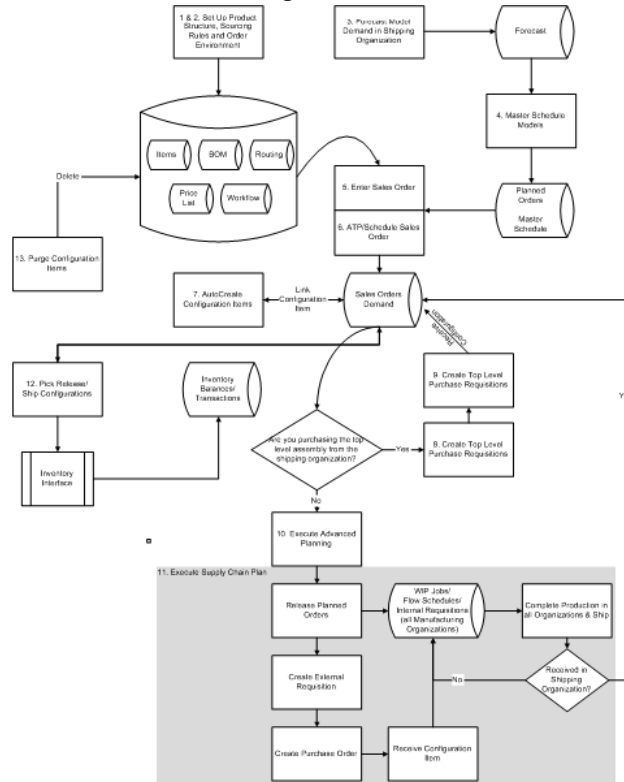 1 & 2. Set Up Product
Structure, Sourcing
Rules and Order
Environment
3. Forecast Model
Demand in Shipping
Organization
Forecast
4. Master Schedule
Models
Planned
Orders
Master
Schedule
Items
BOM
Routing
Price
List
Workflow
Delete
5. Enter Sales Order
6. ATP/Schedule Sales
Order
13. Purge Configuration
Items
7. AutoCreate
Configuration Items
Link
Configuration
Item
Sales Orders
Demand
Receive
Configuration
9. Create Top Level
Purchase Requisitions
8. Create Top Level
Purchase Requisitions
Y
12. Pick Release/
Ship Configurations
Inventory
Balances/
Transactions
Inventory
Interface
Are you purchasing the top
level assembly from the
shipping organization?
Yes
No
10. Execute Advanced
Planning
11. Execute Supply Chain Plan
Release Planned
Orders
WIP Jobs/
Flow Schedules/
Internal Requisitions
(all Manufacturing
Organizations)
Complete Production in
all Organizations & Ship
Create External
Requisition
No
Received in
Shipping
Organization?
Create Purchase Order
Receive Configuration
Item